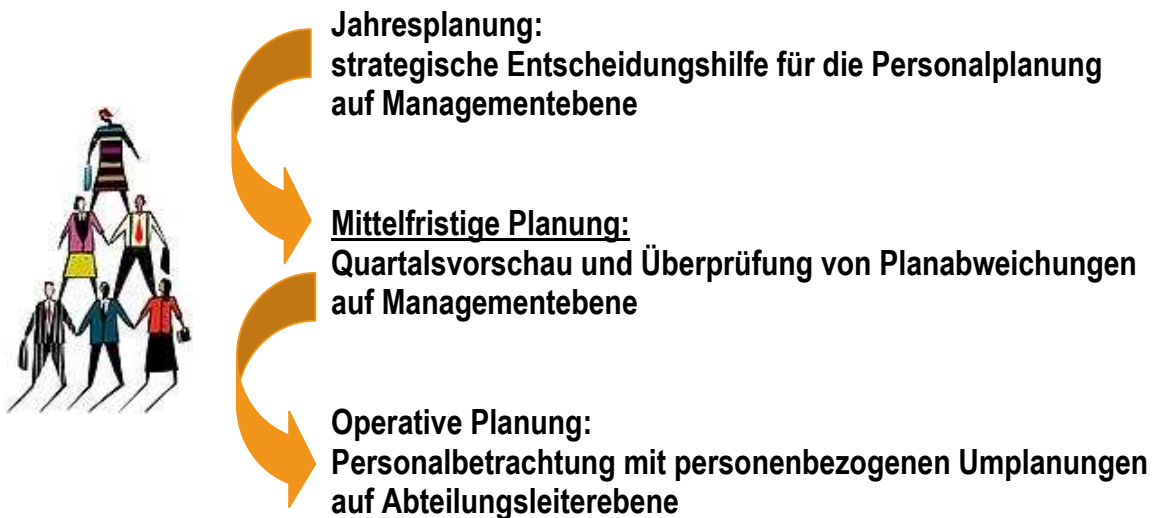 Jahresplanung:
strategische Entscheidungshilfe für die Personalplanung
auf Managementebene
Mittelfristige Planung:
Quartalsvorschau und Überprüfung von Planabweichungen
auf Managementebene
Operative Planung:
Personalbetrachtung mit personenbezogenen Umplanungen
auf Abteilungsleiterebene